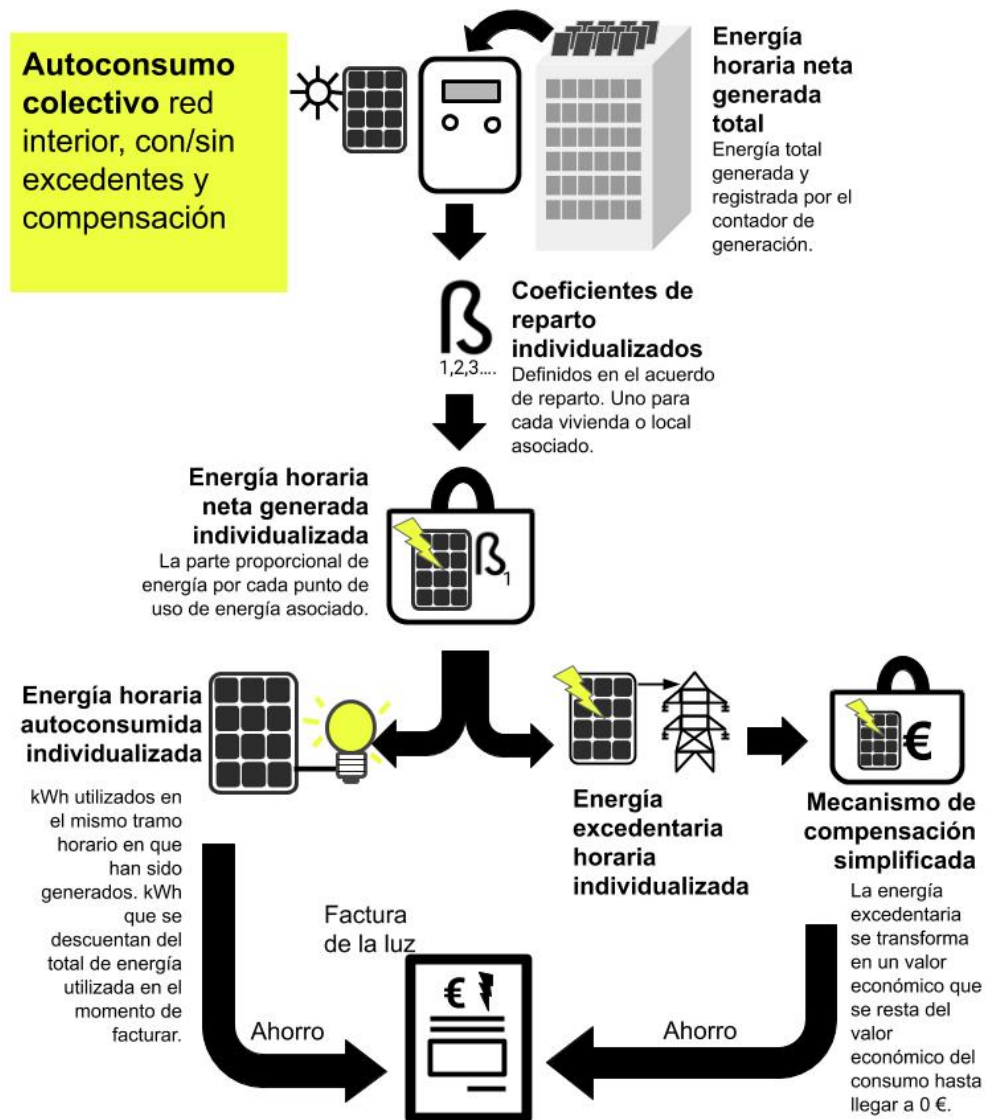 Autoconsumo
colectivo red
interior, con/sin
excedentes y
compensación
Energía
horaria neta
generada
total
Energía total
generada y
registrada por el
contador de
generación.
Coeficientes de
reparto
individualizados
Definidos en el acuerdo
de reparto. Uno para
cada vivienda o local
asociado.
ß
1,2,3....
Energía horaria
neta generada
individualizada
La parte proporcional de
energía por cada punto de
uso de energía asociado.
ß1
Energía horaria
autoconsumida
individualizada
kWh utilizados en
el mismo tramo
horario en que
han sido
generados. kWh
que se
descuentan del
total de energía
utilizada en el
momento de
facturar.
Energía
excedentaria
horaria
individualizada
€
Mecanismo de
compensación
simplificada
La energía
excedentaria
se transforma
en un valor
económico que
se resta del
valor
económico del
consumo hasta
llegar a 0 €.
Factura
de la luz
€
Ahorro
Ahorro